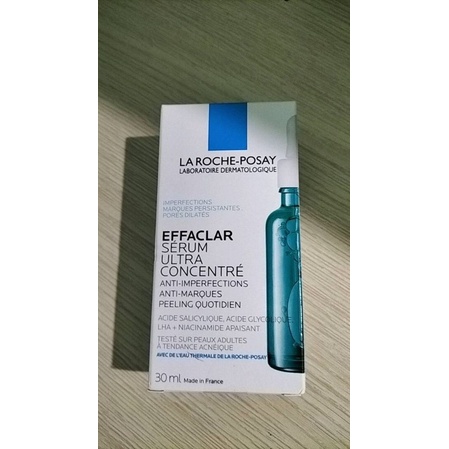 LA ROCHE-POSAY
LABORATOIRE DERMATOLOGIQUE
IMPERFECTIONS
MARQUES PERSISTANTES,
PORES DILATÉS.
EFFACLAR
SÉRUM
ULTRA
CONCENTRÉ
ANTI-IMPERFECTIONS
ANTI-MARQUES
PEELING QUOTIDIEN
ACIDE SALICYLIQUE, ACIDE GLYCOLIQUE
LHA + NIACINAMIDE APAISANT
TESTÉ SUR PEAUX ADULTES
À TENDANCE ACNÉIQUE
AVEC DE L'EAU THERMALE DE LA ROCHE-POSAY
30 ml Made in France